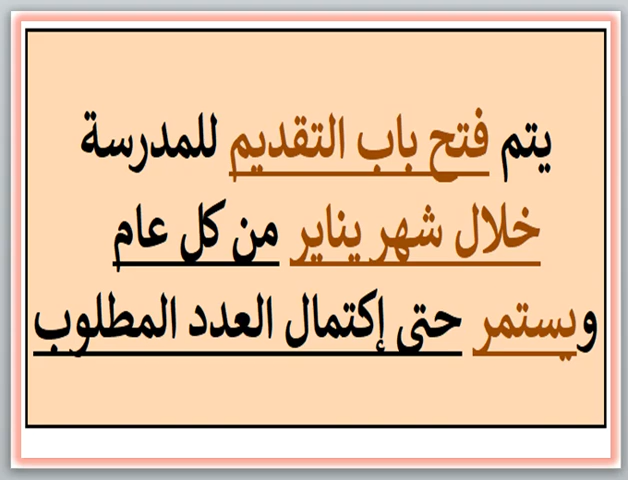 يتم فتح باب التقديم للمدرسة
خلال شهر يناير من كل عام
ويستمر حتى إكتمال العدد المطلوب